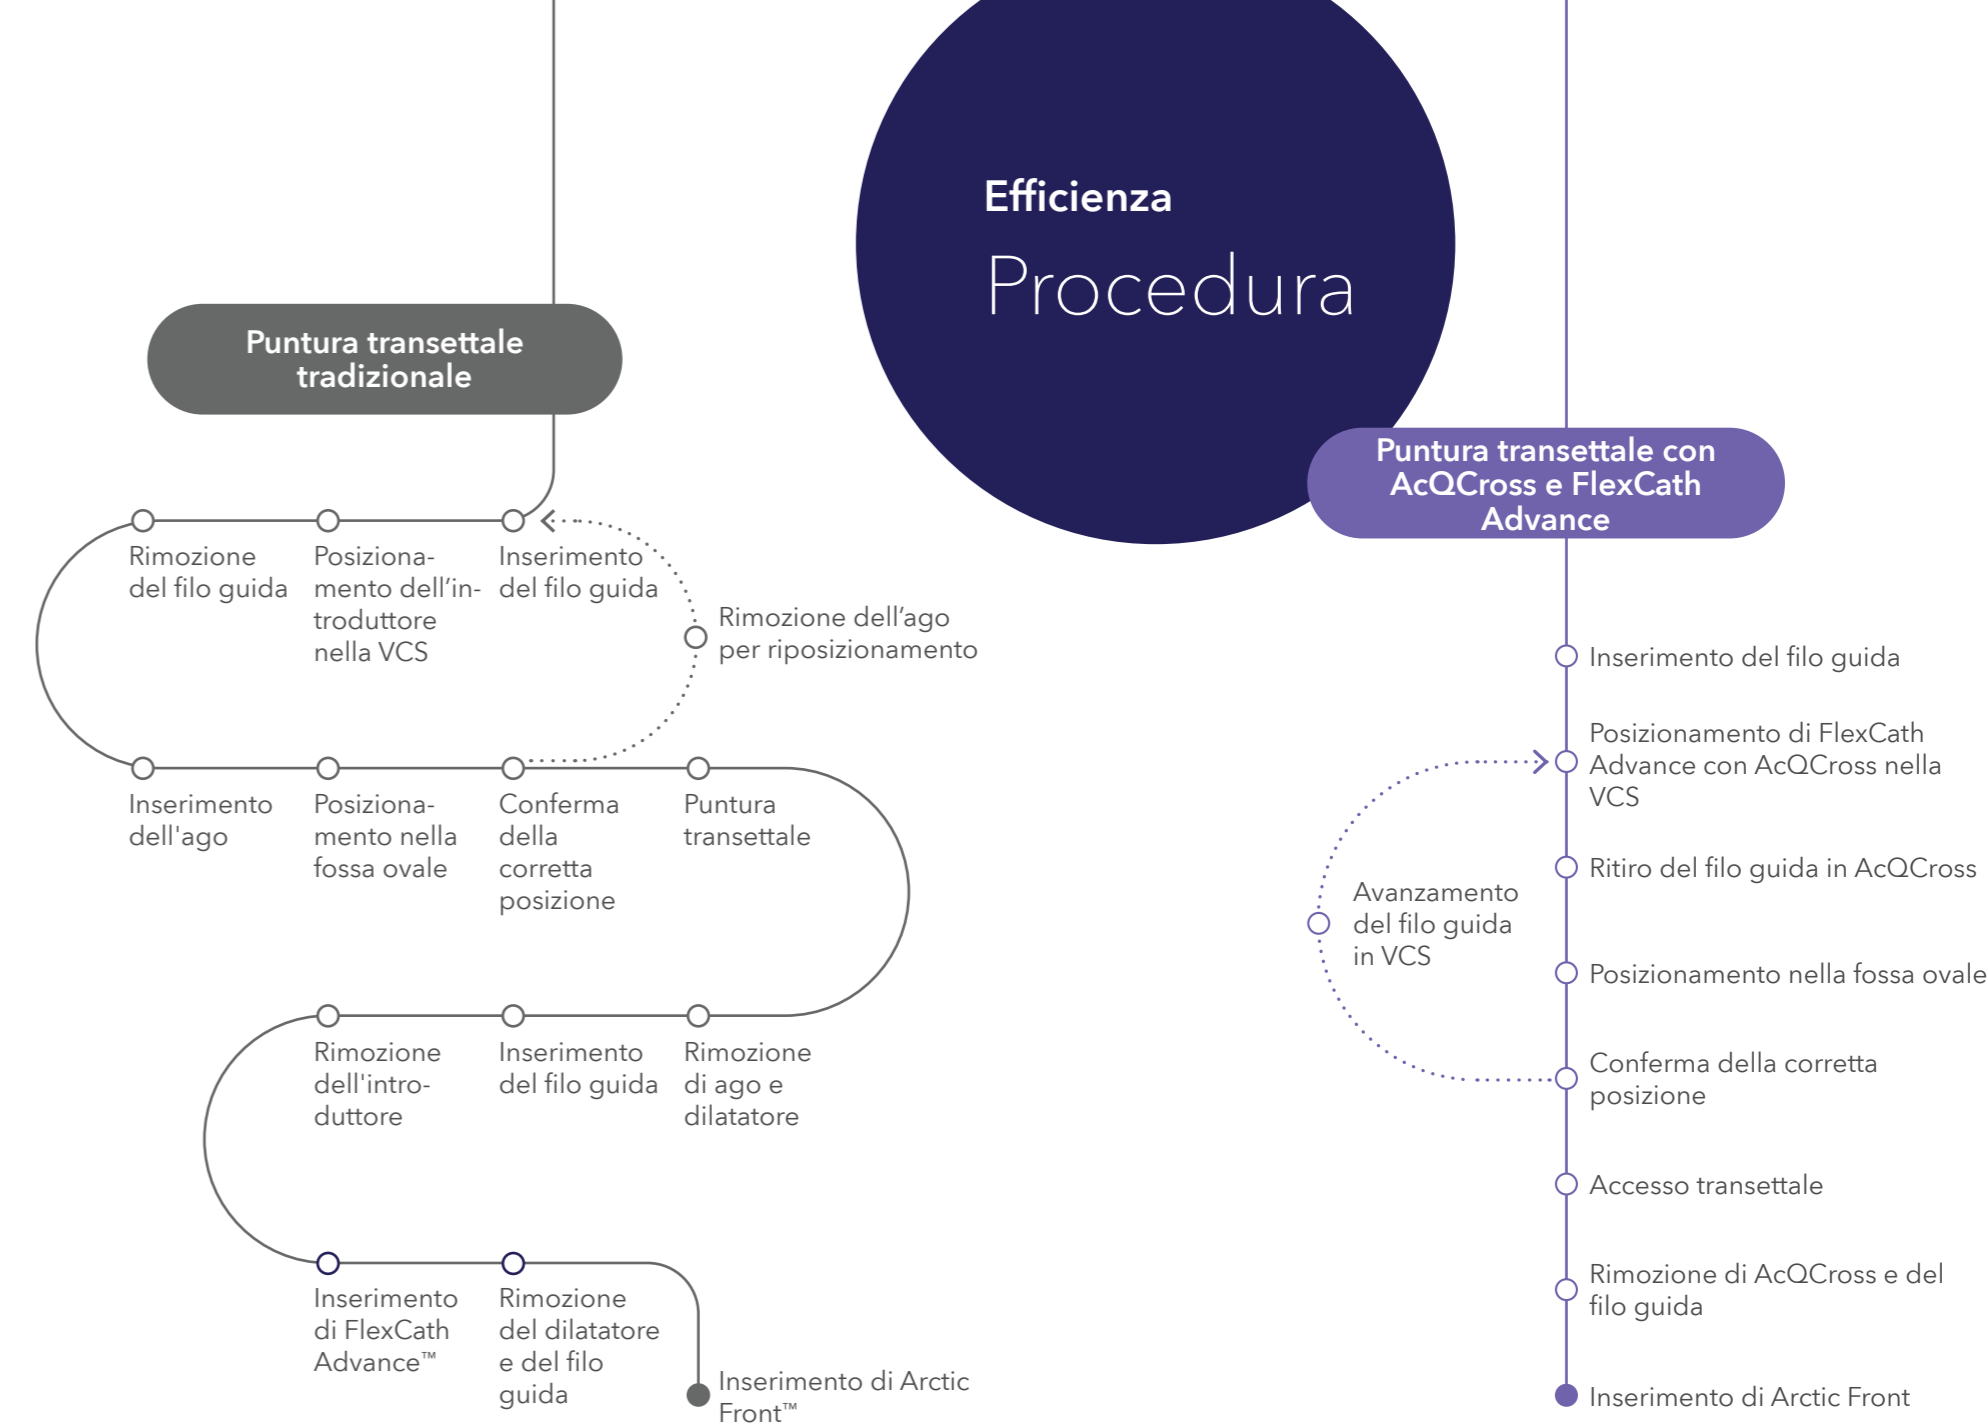 Efficienza
Procedura
Puntura transettale
tradizionale
Rimozione
del filo guida
Posiziona-
mento dell’in-
troduttore
nella VCS
Inserimento
del filo guida
Rimozione dell’ago
per riposizionamento
Inserimento
dell'ago
Posiziona-
mento nella
fossa ovale
Conferma
della
corretta
posizione
Puntura
transettale
Rimozione
dell'intro-
duttore
Inserimento
del filo guida
Rimozione
di ago e
dilatatore
Inserimento
di FlexCath
Advance™
Rimozione
del dilatatore
e del filo
guida
Inserimento di Arctic
Front™
Puntura transettale con
AcQCross e FlexCath
Advance
Inserimento del filo guida
Posizionamento di FlexCath
Advance con AcQCross nella
VCS
Ritiro del filo guida in AcQCross
Avanzamento
del filo guida
in VCS
Posizionamento nella fossa ovale
Conferma della corretta
posizione
Accesso transettale
Rimozione di AcQCross e del
filo guida
Inserimento di Arctic Front